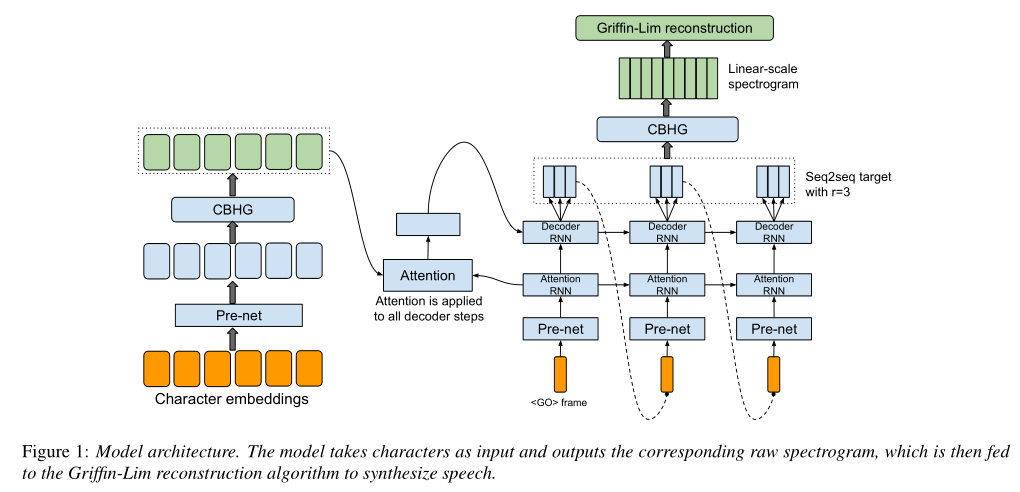 Griffin-Lim reconstruction
Linear-scale
spectrogram
CBHG
Seq2seq target
with r=3
CBHG
Pre-net
Character embeddings
Attention
Attention is applied
to all decoder steps
Decoder
RNN
Decoder
RNN
Decoder
RNN
Attention
RNN
Attention
RNN
Attention
RNN
Pre-net
Pre-net
Pre-net
<GO> frame
Figure 1: Model architecture. The model takes characters as input and outputs the corresponding raw spectrogram, which is then fed
to the Griffin-Lim reconstruction algorithm to synthesize speech.